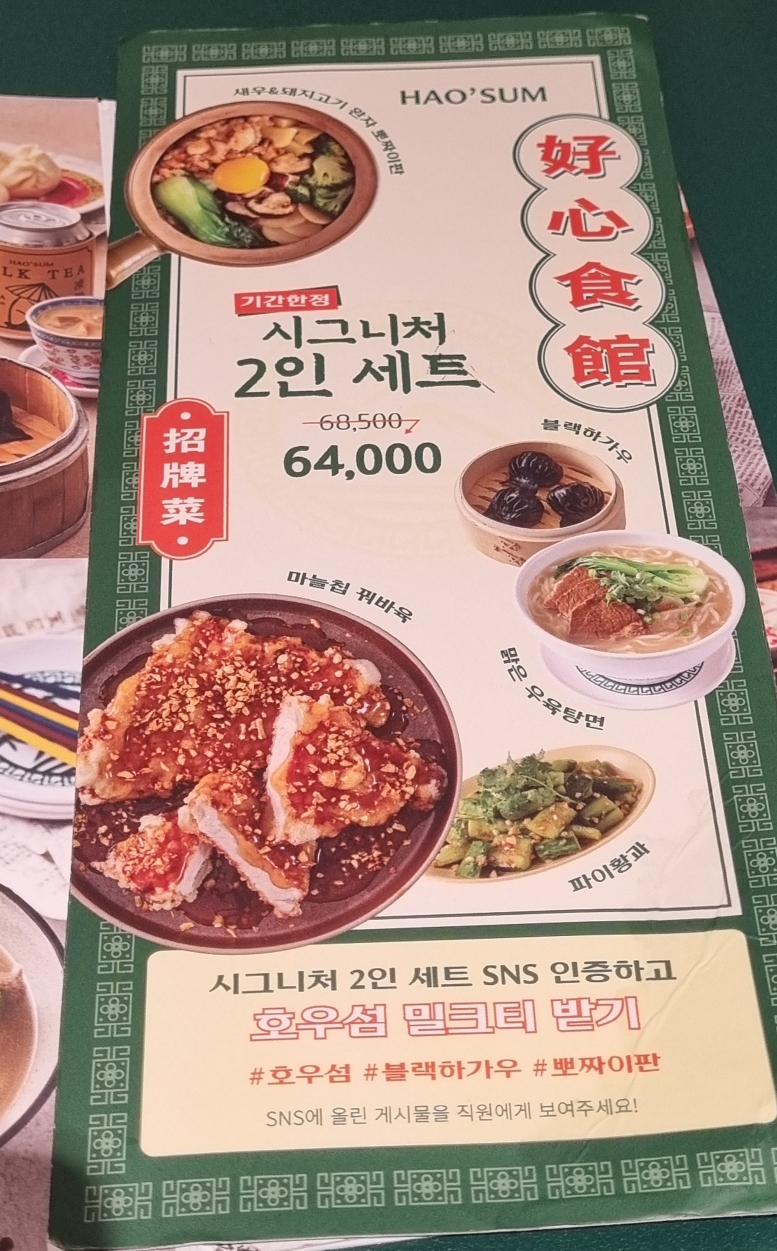 새우&돼지고기 완자 뽀짜이판
HAO'SUM
好心食館
기간한정
시그니처
2인 세트
68,500
64,000
招牌菜
블랙하가우
마늘칩 꿔바육
맑은 우육탕면
파이황과
시그니처 2인 세트 SNS 인증하고
호우섬 밀크티 받기
#호우섬 #블랙하가우 #뽀짜이판
SNS에 올린 게시물을 직원에게 보여주세요!
HAO'SUM
LK TEA